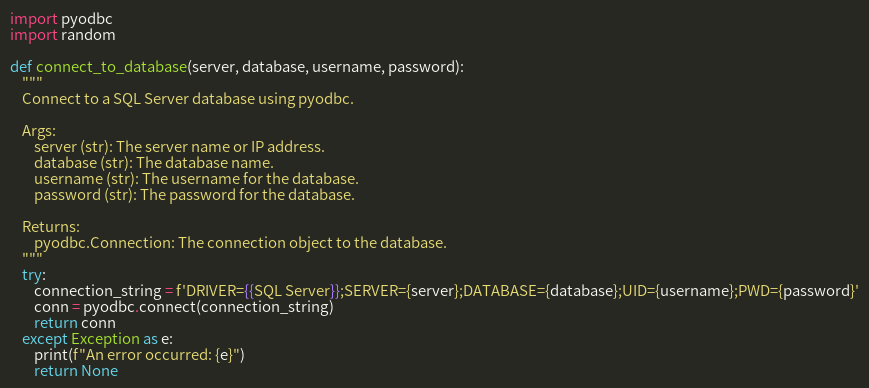 import pyodbc
import random

def connect_to_database(server, database, username, password):
    """
    Connect to a SQL Server database using pyodbc.

    Args:
        server (str): The server name or IP address.
        database (str): The database name.
        username (str): The username for the database.
        password (str): The password for the database.

    Returns:
        pyodbc.Connection: The connection object to the database.
    """
    try:
        connection_string = f'DRIVER={{SQL Server}};SERVER={server};DATABASE={database};UID={username};PWD={password}'
        conn = pyodbc.connect(connection_string)
        return conn
    except Exception as e:
        print(f"An error occurred: {e}")
        return None